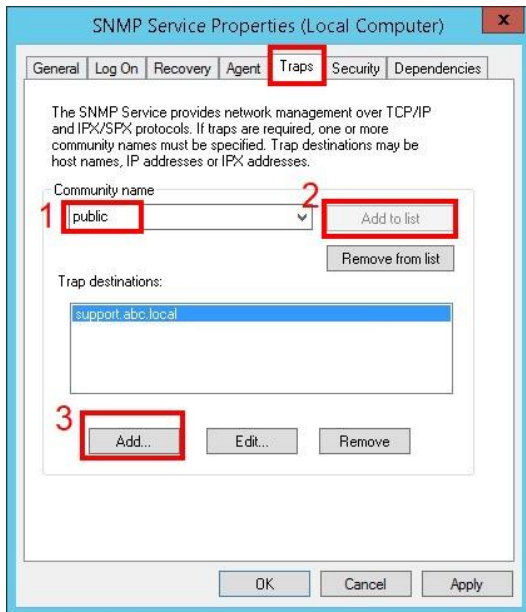 SNMP Service Properties (Local Computer)
x
General Log On Recovery Agent Traps Security Dependencies
The SNMP Service provides network management over TCP/IP
and IPX/SPX protocols. If traps are required, one or more
community names must be specified. Trap destinations may be
host names, IP addresses or IPX addresses.
Community name
1 public 2 Add to list
Remove from list
Trap destinations:
support.abc.local
3 Add... Edit... Remove
OK Cancel Apply